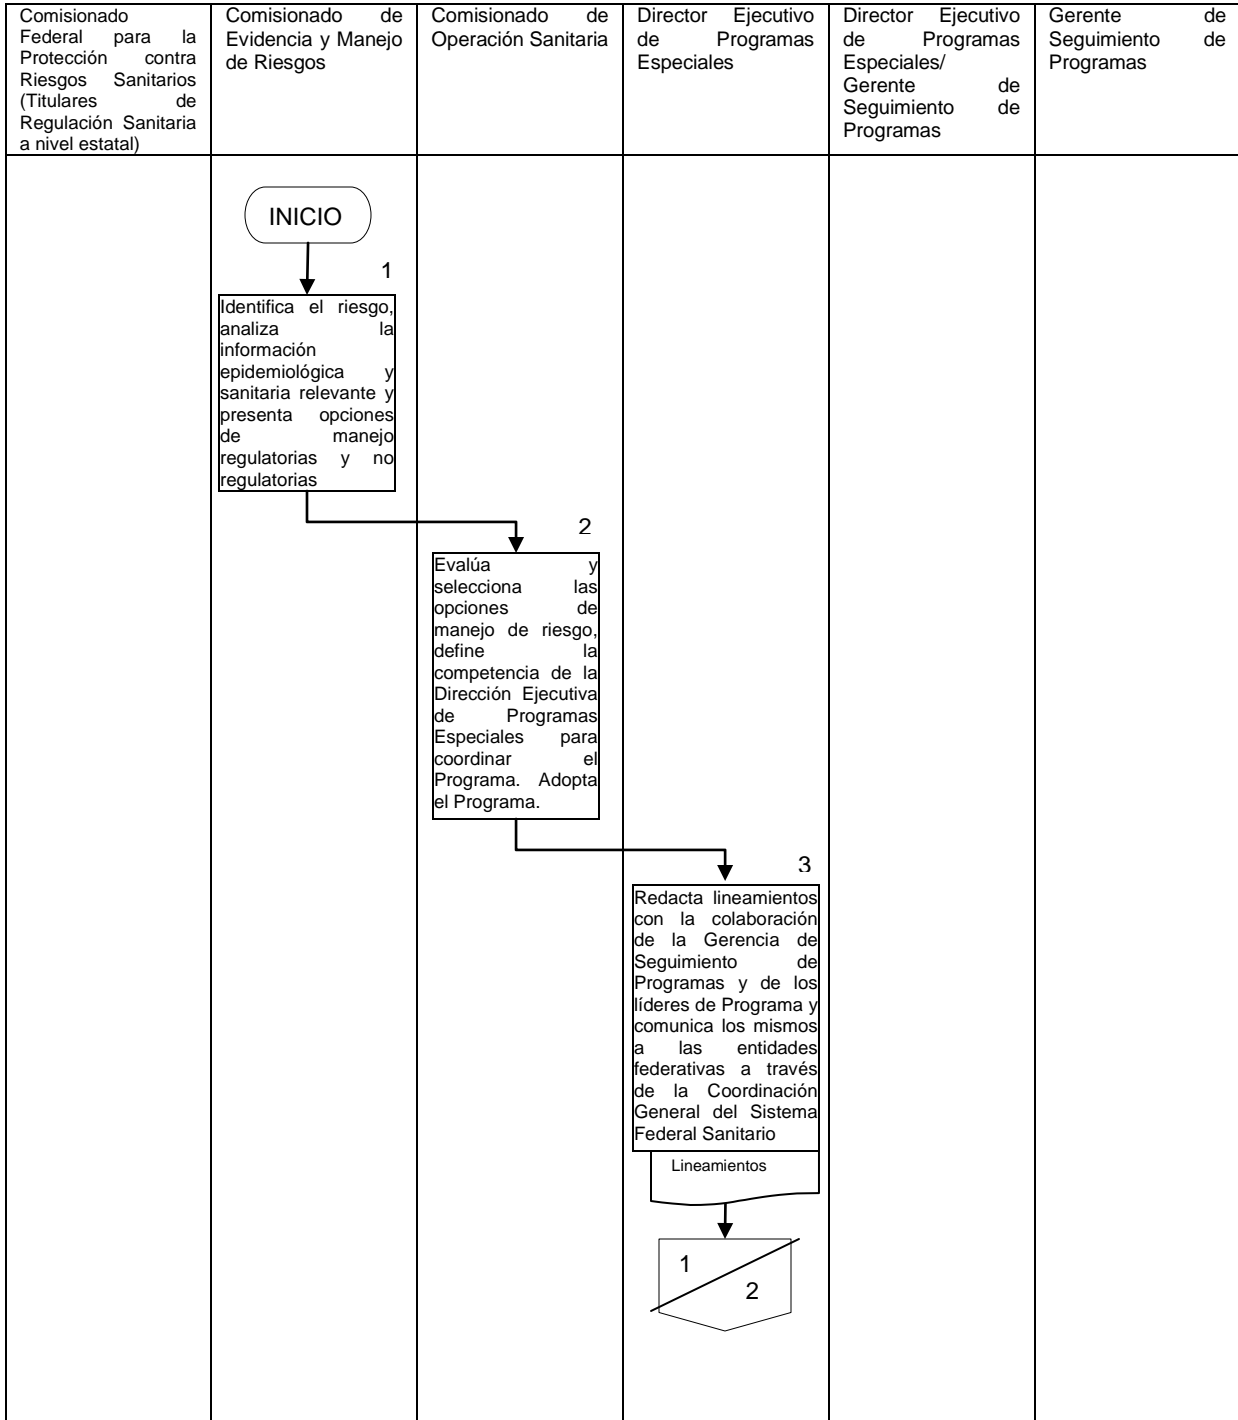 Comisionado
Federal para la
Protección contra
Riesgos Sanitarios
(Titulares de
Regulación Sanitaria
a nivel estatal)
Comisionado de
Evidencia y Manejo
de Riesgos
Comisionado de
Operación Sanitaria
Director Ejecutivo
de Programas
Especiales
Director Ejecutivo
de Programas
Especiales/
Gerente de
Seguimiento de
Programas
Gerente de
Seguimiento de
Programas
INICIO
1
Identifica el riesgo,
analiza la
información
epidemiológica y
sanitaria relevante y
presenta opciones
de manejo
regulatorias y no
regulatorias
2
Evalúa y
selecciona las
opciones de
manejo de riesgo,
define la
competencia de la
Dirección Ejecutiva
de Programas
Especiales para
coordinar el
Programa. Adopta
el Programa.
3
Redacta lineamientos
con la colaboración
de la Gerencia de
Seguimiento de
Programas y de los
líderes de Programa y
comunica los mismos
a las entidades
federativas a través
de la Coordinación
General del Sistema
Federal Sanitario
Lineamientos
1
2